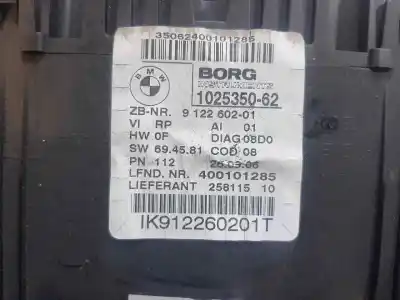 35062400101285
BMW
BORG
INSTRUMENTS
1025350-62
ZB-NR. 9 122 602-01
VI RP AI 01
HW 0F DIAG 08D0
SW 69.45.81 COD 08
PN 112 26.09.06
LFND. NR. 400101285
LIEFERANT 258115 10
IK912260201T